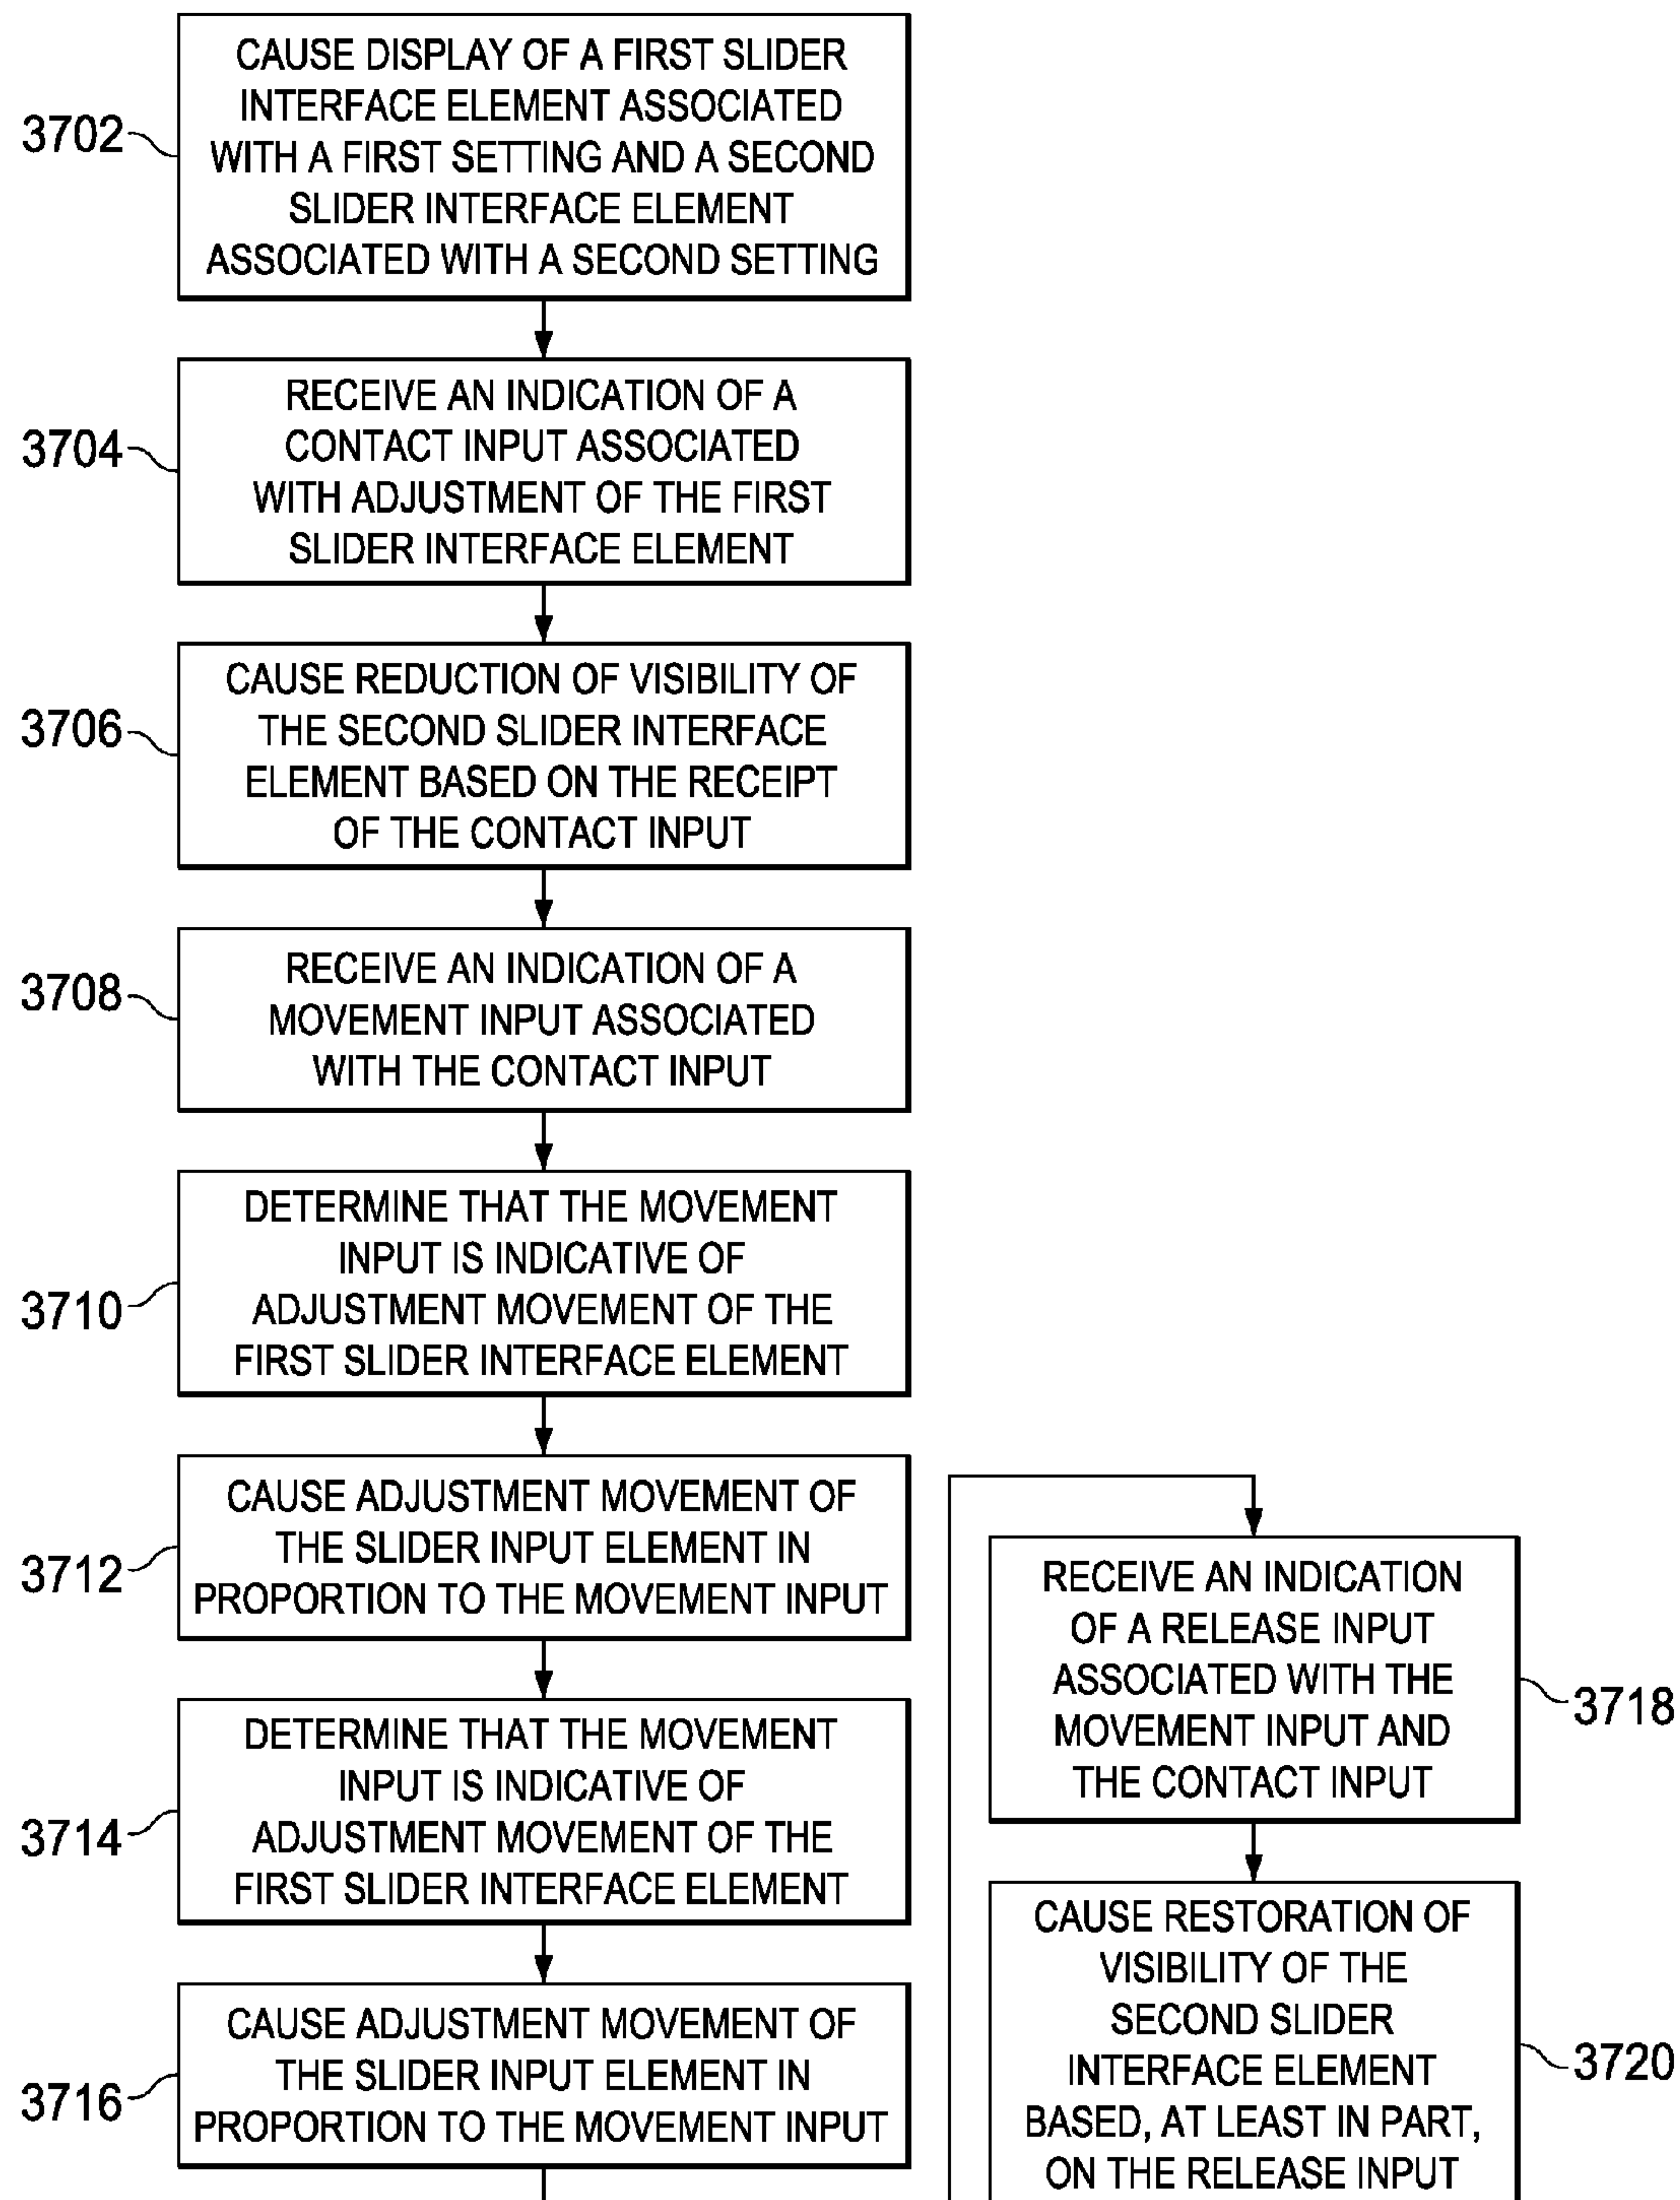 3702
CAUSE DISPLAY OF A FIRST SLIDER
INTERFACE ELEMENT ASSOCIATED
WITH A FIRST SETTING AND A SECOND
SLIDER INTERFACE ELEMENT
ASSOCIATED WITH A SECOND SETTING
3704
RECEIVE AN INDICATION OF A
CONTACT INPUT ASSOCIATED
WITH ADJUSTMENT OF THE FIRST
SLIDER INTERFACE ELEMENT
3706
CAUSE REDUCTION OF VISIBILITY OF
THE SECOND SLIDER INTERFACE
ELEMENT BASED ON THE RECEIPT
OF THE CONTACT INPUT
3708
RECEIVE AN INDICATION OF A
MOVEMENT INPUT ASSOCIATED
WITH THE CONTACT INPUT
3710
DETERMINE THAT THE MOVEMENT
INPUT IS INDICATIVE OF
ADJUSTMENT MOVEMENT OF THE
FIRST SLIDER INTERFACE ELEMENT
3712
CAUSE ADJUSTMENT MOVEMENT OF
THE SLIDER INPUT ELEMENT IN
PROPORTION TO THE MOVEMENT INPUT
3714
DETERMINE THAT THE MOVEMENT
INPUT IS INDICATIVE OF
ADJUSTMENT MOVEMENT OF THE
FIRST SLIDER INTERFACE ELEMENT
3716
CAUSE ADJUSTMENT MOVEMENT OF
THE SLIDER INPUT ELEMENT IN
PROPORTION TO THE MOVEMENT INPUT
RECEIVE AN INDICATION
OF A RELEASE INPUT
ASSOCIATED WITH THE
MOVEMENT INPUT AND
THE CONTACT INPUT
3718
CAUSE RESTORATION OF
VISIBILITY OF THE
SECOND SLIDER
INTERFACE ELEMENT
BASED, AT LEAST IN PART,
ON THE RELEASE INPUT
3720